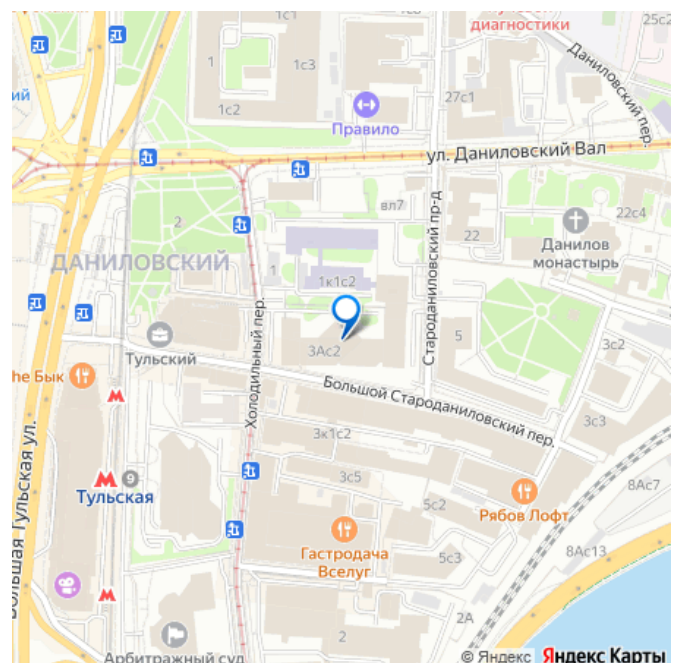 диагностики
25с2
1с1
1
1с3
1с2
ий
Правило
27с1
Даниловский пер.
ул. Даниловский Вал
вл7
22
22с4
Данилов
монастырь
2
ДАНИЛОВСКИЙ
1
1к1с2
Староданиловский пр-д
Холодильный пер.
3Ас2
5
3с2
Тульский
he Бык
Большой Староданиловский пер.
3с3
3к1с2
3с5
9
Тульская
Большая Тульская ул.
5с2
Рябов Лофт
8Ас7
Гастродача
Вселуг
5с3
8Ас13
2А
2
Арбитражный суд
© Яндекс Яндекс Карты